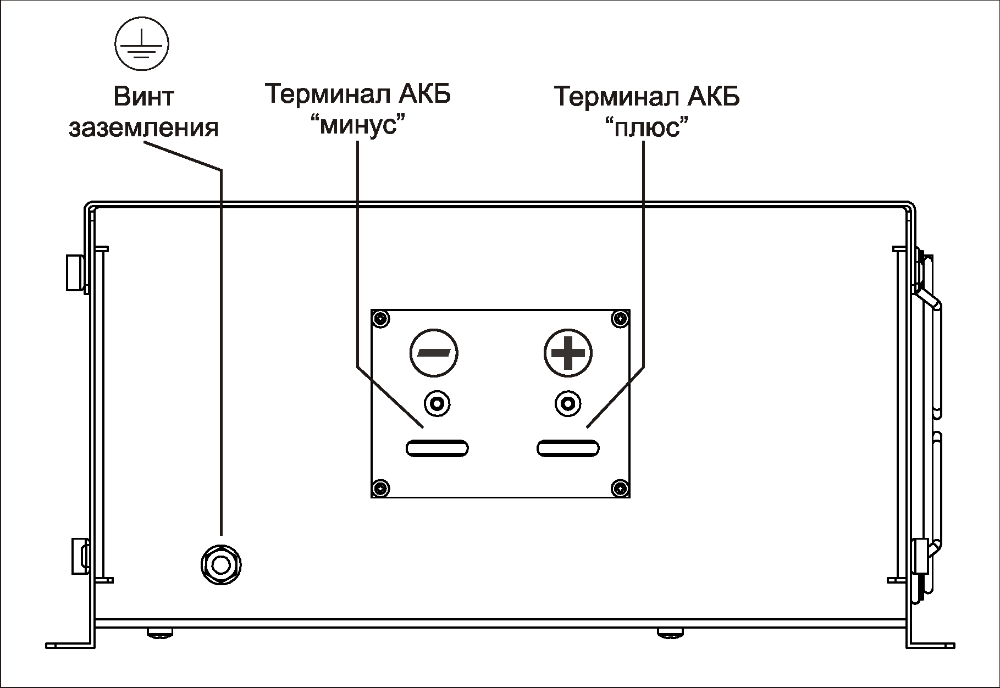 Винт
заземления
Терминал АКБ
“минус”
Терминал АКБ
“плюс”